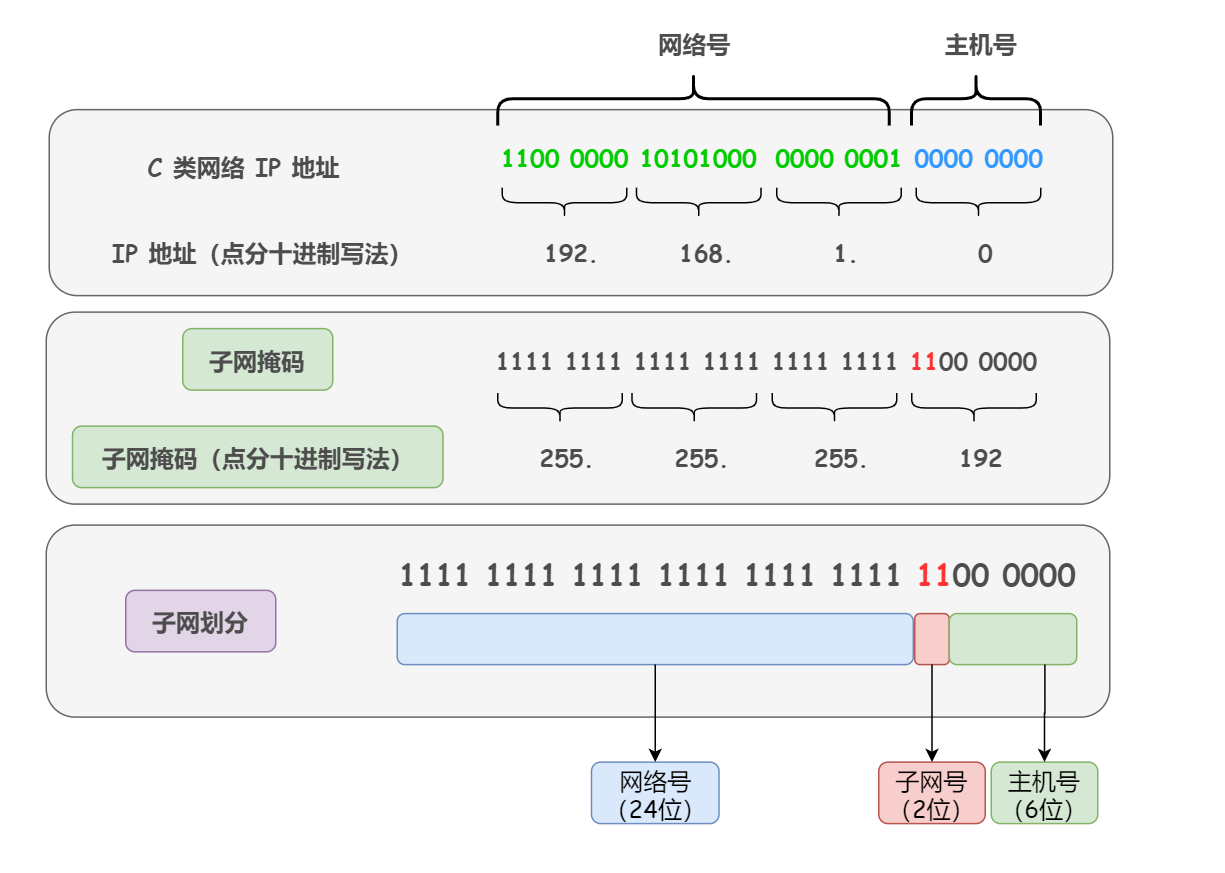 网络号 主机号
C 类网络 IP 地址 1100 0000 10101000 0000 0001 0000 0000
IP 地址（点分十进制写法） 192. 168. 1. 0
子网掩码 1111 1111 1111 1111 1111 1111 1100 0000
子网掩码（点分十进制写法） 255. 255. 255. 192
1111 1111 1111 1111 1111 1111 1100 0000
子网划分
网络号 子网号 主机号
（24位） （2位） （6位）